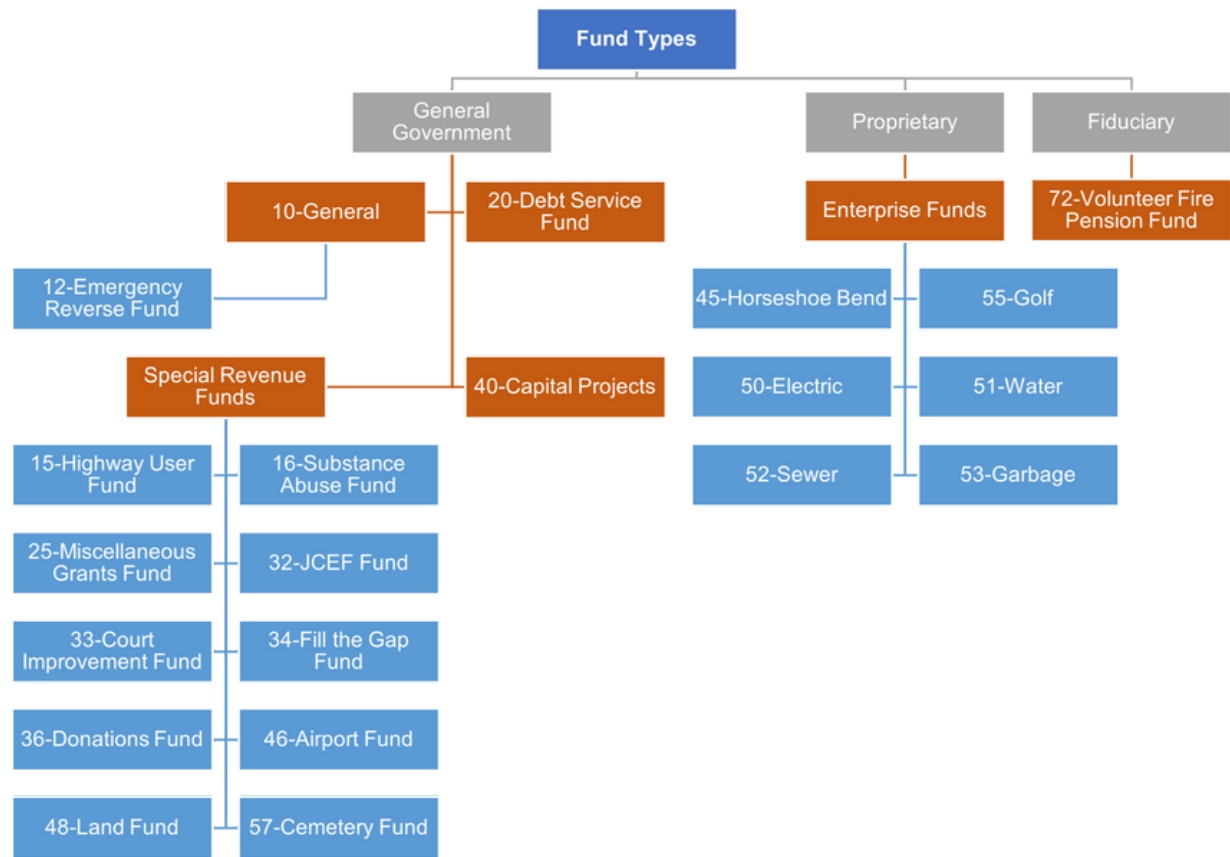 Fund Types
General
Government
Proprietary
Fiduciary
10-General
20-Debt Service
Fund
Enterprise Funds
72-Volunteer Fire
Pension Fund
12-Emergency
Reverse Fund
45-Horseshoe Bend
55-Golf
Special Revenue
Funds
40-Capital Projects
50-Electric
51-Water
15-Highway User
Fund
16-Substance
Abuse Fund
52-Sewer
53-Garbage
25-Miscellaneous
Grants Fund
32-JCEF Fund
33-Court
Improvement Fund
34-Fill the Gap
Fund
36-Donations Fund
46-Airport Fund
48-Land Fund
57-Cemetery Fund